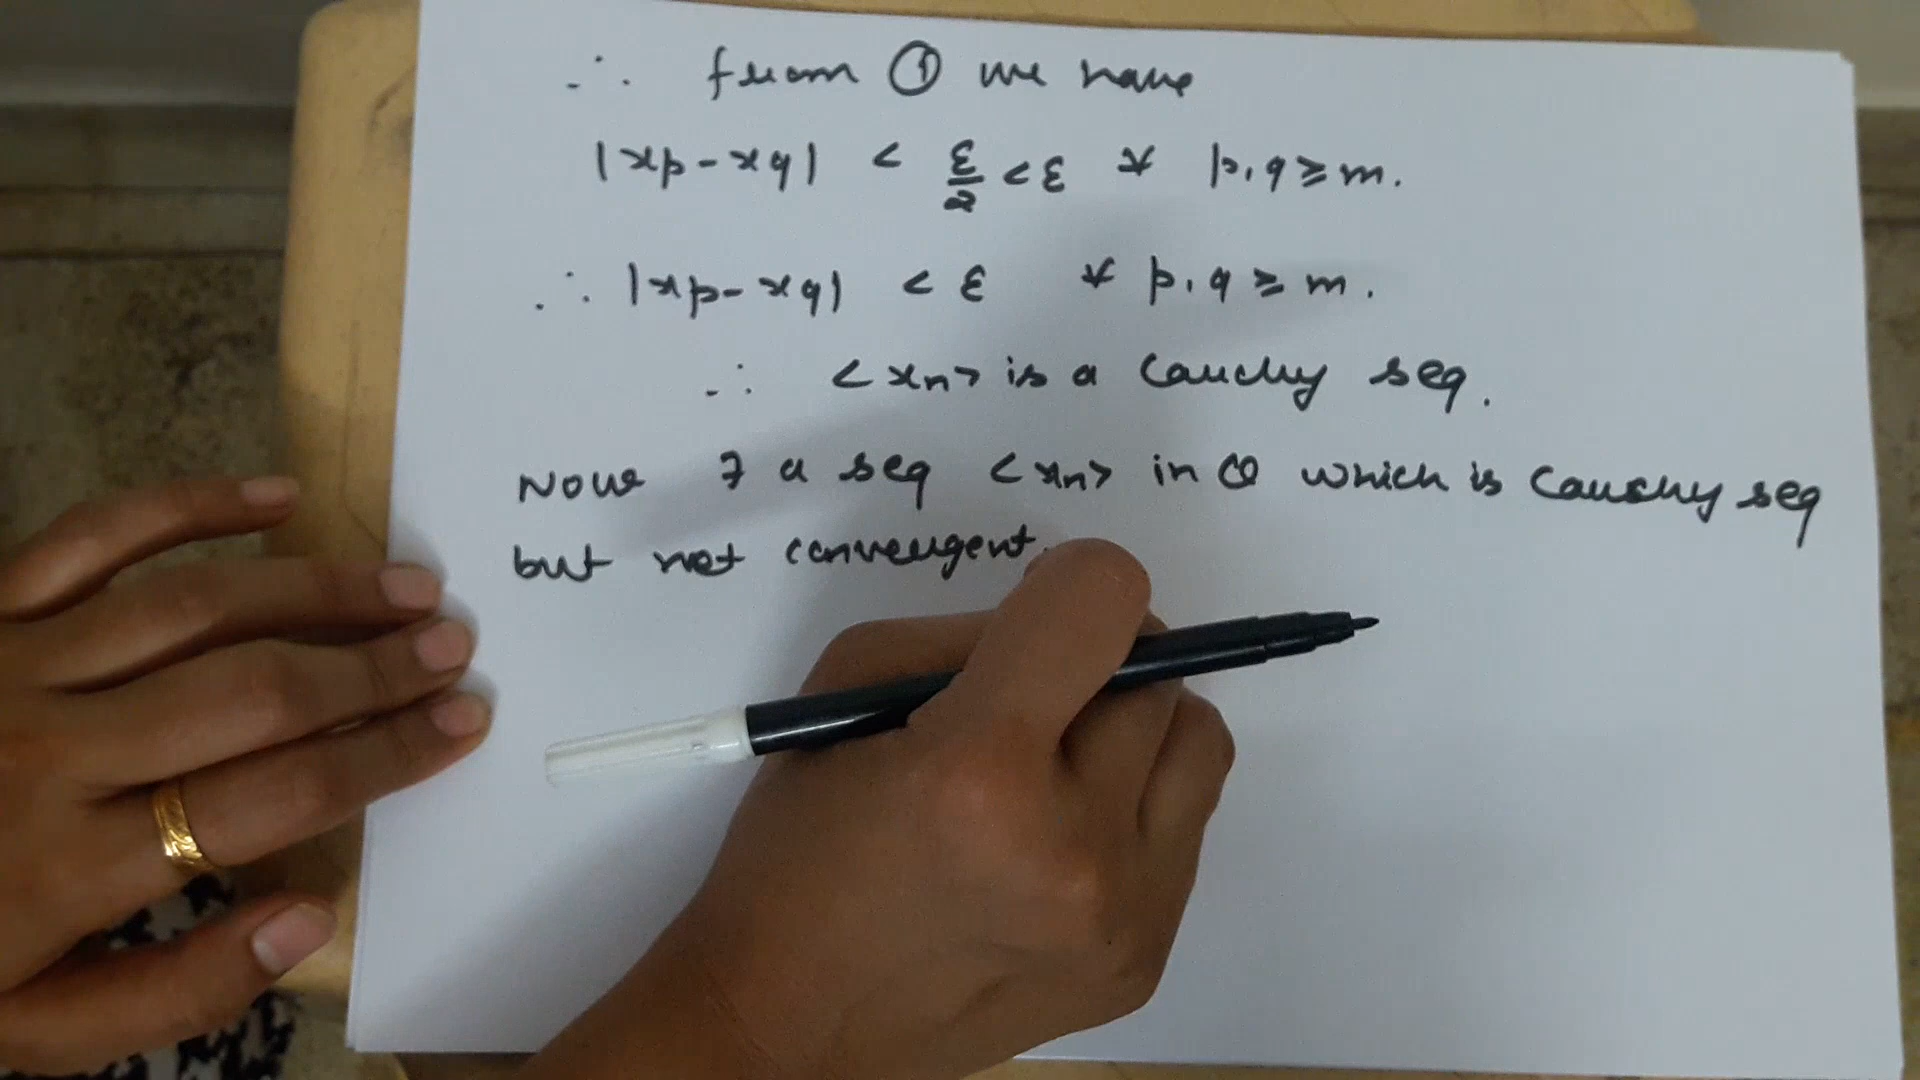 ∴ from ① we have
|xp - xq| < ε/2 < ε ∀ p, q ≥ m.
∴ |xp - xq| < ε ∀ p, q ≥ m.
∴ <xn> is a Cauchy seq.
Now ∃ a seq <xn> in Q which is Cauchy seq
but not convergent.